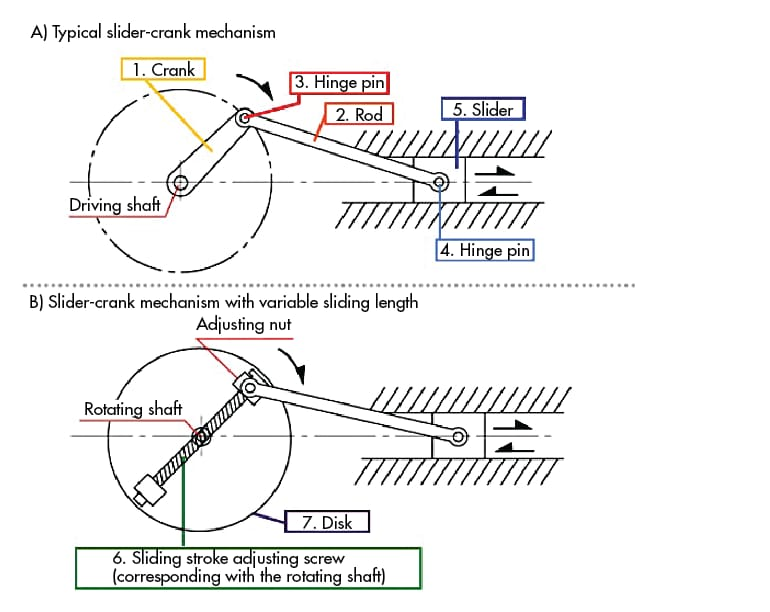 A) Typical slider-crank mechanism
1. Crank
3. Hinge pin
2. Rod
5. Slider
Driving shaft
4. Hinge pin
B) Slider-crank mechanism with variable sliding length
Adjusting nut
Rotating shaft
7. Disk
6. Sliding stroke adjusting screw
(corresponding with the rotating shaft)